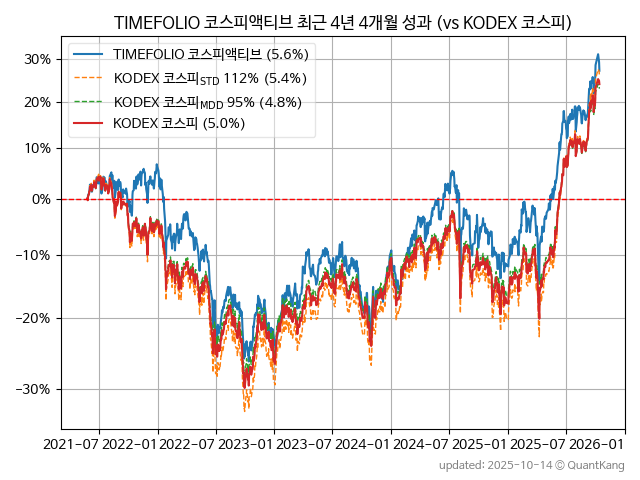 TIMEFOLIO 코스피액티브 최근 4년 4개월 성과 (vs KODEX 코스피)
TIMEFOLIO 코스피액티브 (5.6%)
KODEX 코스피STD 112% (5.4%)
KODEX 코스피MDD 95% (4.8%)
KODEX 코스피 (5.0%)
30%
20%
10%
0%
−10%
−20%
−30%
2021-07 2022-01 2022-07 2023-01 2023-07 2024-01 2024-07 2025-01 2025-07 2026-01
updated: 2025-10-14 ⓒ QuantKang